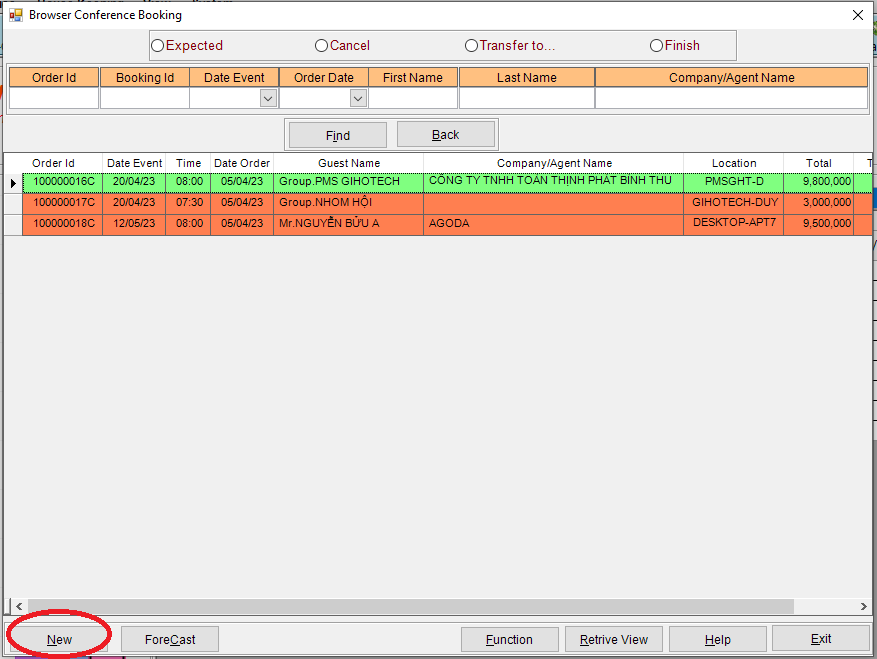 Browser Conference Booking
Expected Cancel Transfer to... Finish
Order Id Booking Id Date Event Order Date First Name Last Name Company/Agent Name
Find Back
Order Id Date Event Time Date Order Guest Name Company/Agent Name Location Total T
100000016C 20/04/23 08:00 05/04/23 Group.PMS GIHOTECH CÔNG TY TNHH TOÀN THỊNH PHÁT BÌNH THU PMSGHT-D 9,800,000
100000017C 20/04/23 07:30 05/04/23 Group.NHOM HỘI GIHOTECH-DUY 3,000,000
100000018C 12/05/23 08:00 05/04/23 Mr.NGUYỄN BỬU A AGODA DESKTOP-APT7 9,500,000
New ForeCast Function Retrive View Help Exit